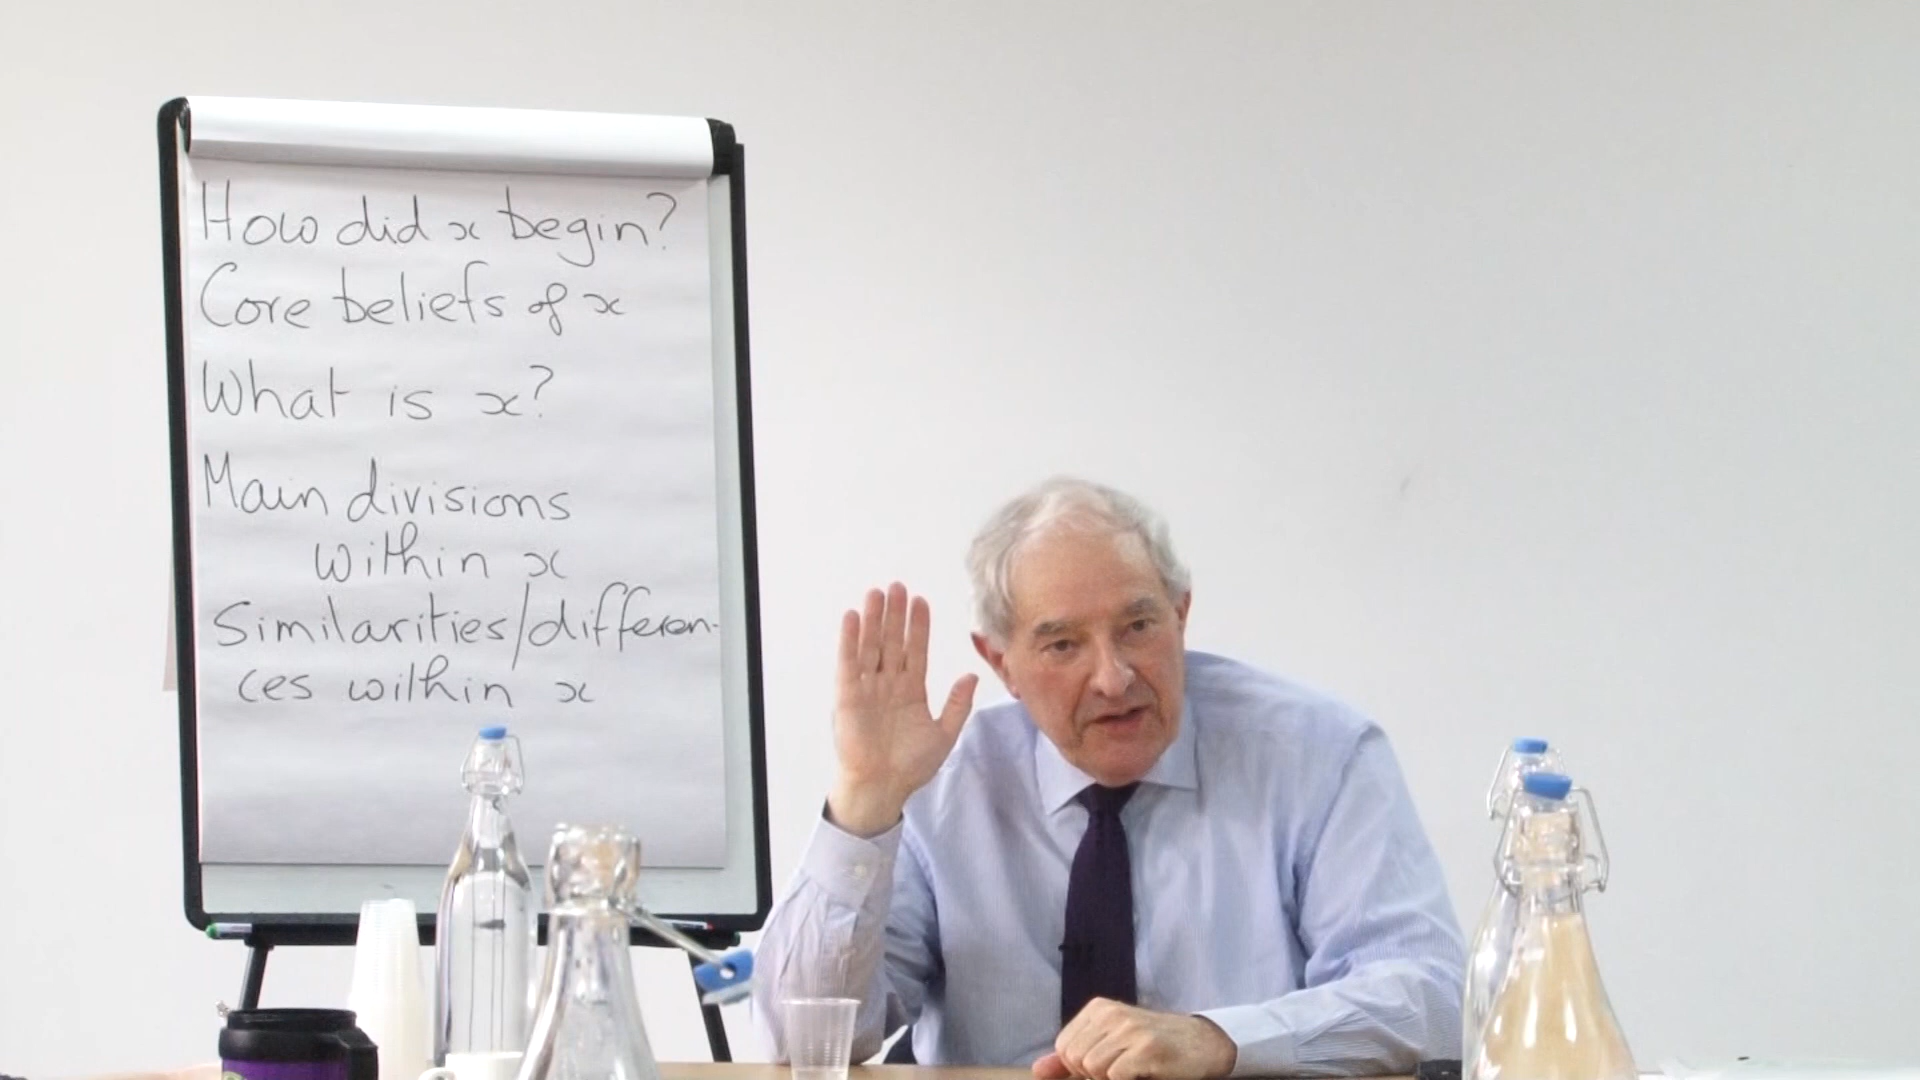 How did x begin?
Core beliefs of x
What is x?
Main divisions
within x
Similarities/differen-
ces within x